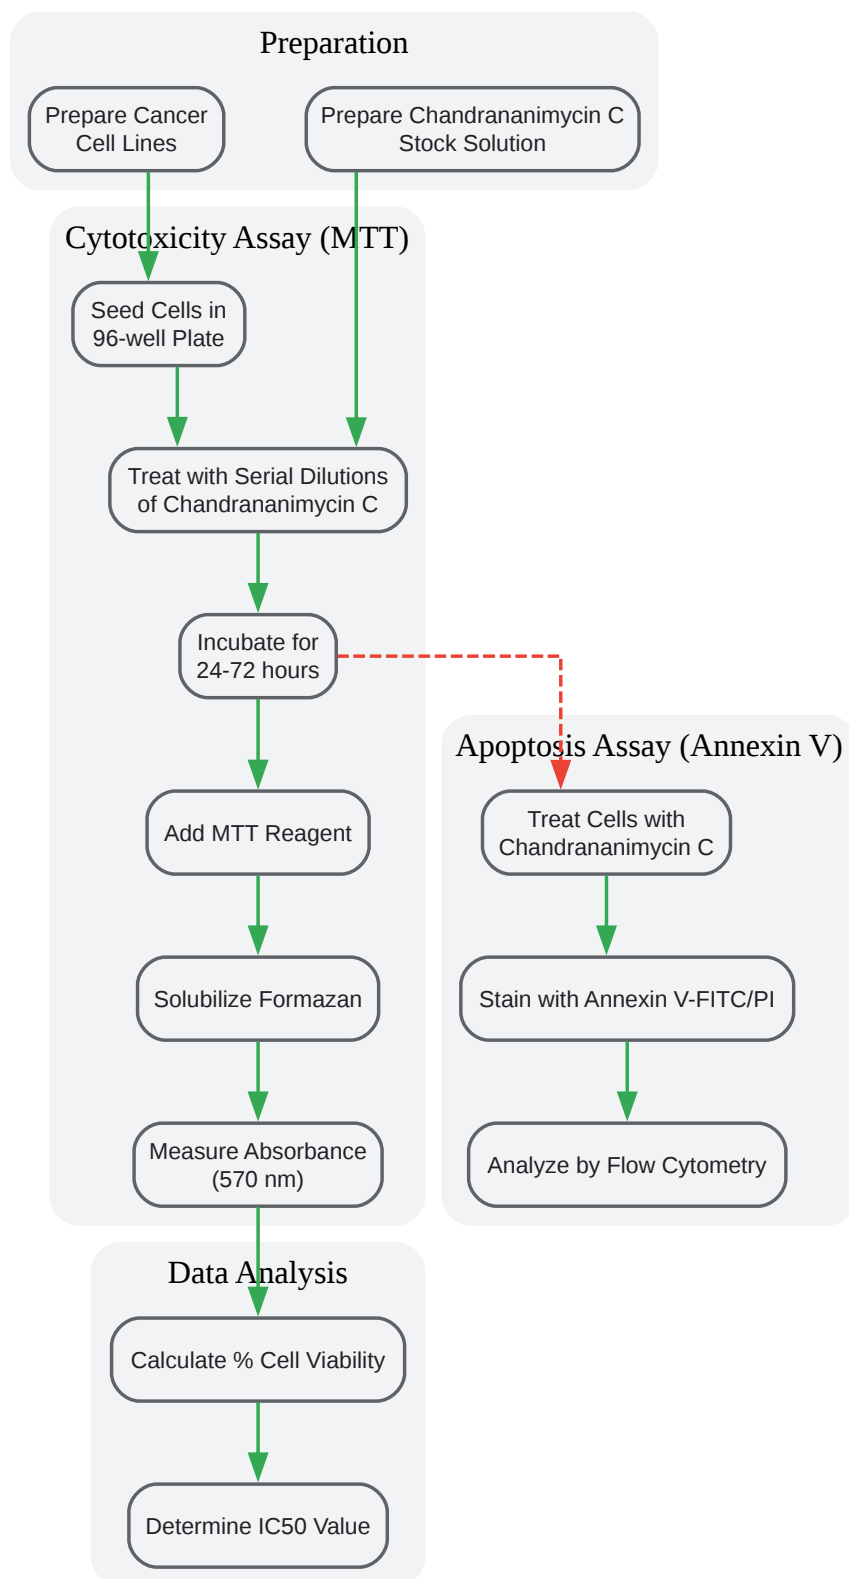 Preparation
Prepare Cancer
Cell Lines
Prepare Chandrananimycin C
Stock Solution
Cytotoxicity Assay (MTT)
Seed Cells in
96-well Plate
Treat with Serial Dilutions
of Chandrananimycin C
Incubate for
24-72 hours
Add MTT Reagent
Solubilize Formazan
Measure Absorbance
(570 nm)
Apoptosis Assay (Annexin V)
Treat Cells with
Chandrananimycin C
Stain with Annexin V-FITC/PI
Analyze by Flow Cytometry
Data Analysis
Calculate % Cell Viability
Determine IC50 Value